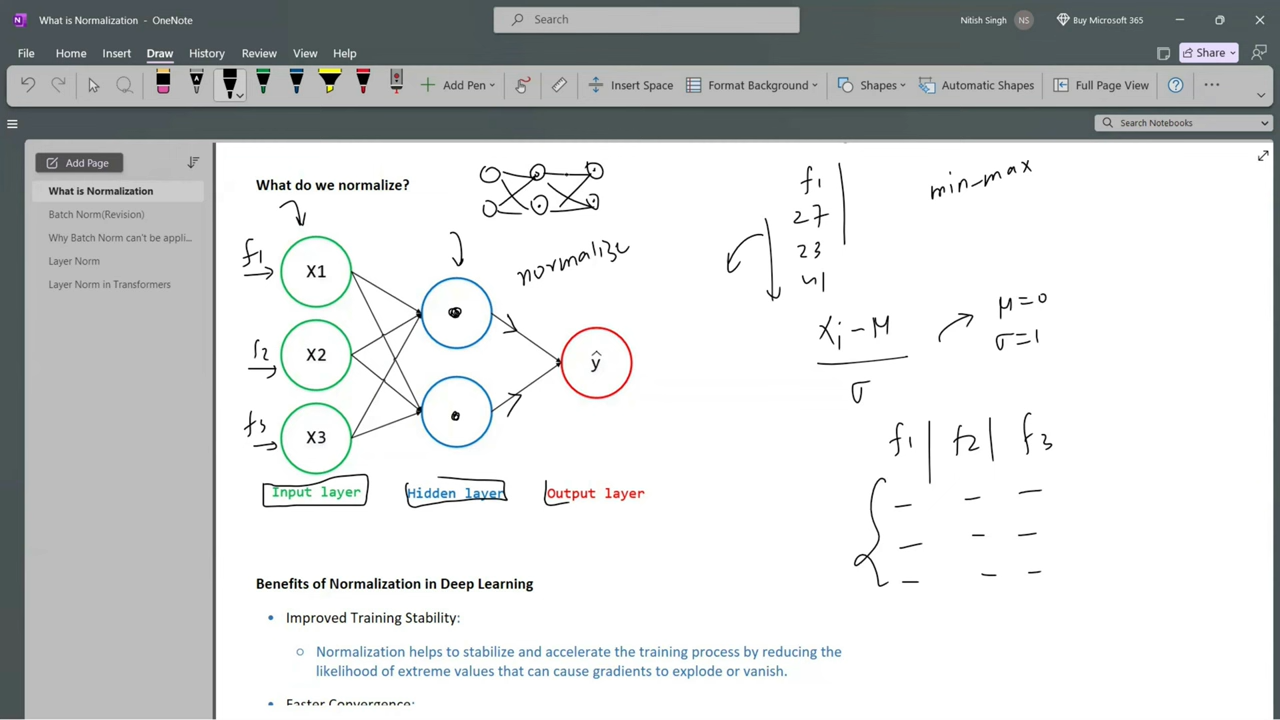 What is Normalization - OneNote
Search
Nitish Singh
NS
Buy Microsoft 365
File Home Insert Draw History Review View Help
Share
Add Pen
Insert Space
Format Background
Shapes
Automatic Shapes
Full Page View
Search Notebooks
Add Page
What is Normalization
Batch Norm(Revision)
Why Batch Norm can't be appli...
Layer Norm
Layer Norm in Transformers
What do we normalize?
f1 X1
f2 X2
f3 X3
ŷ
normalize
Input layer Hidden layer Output layer
f1
27
23
41
min-max
xi-μ
σ
μ=0
σ=1
f1 | f2 | f3
Benefits of Normalization in Deep Learning
• Improved Training Stability:
○ Normalization helps to stabilize and accelerate the training process by reducing the
likelihood of extreme values that can cause gradients to explode or vanish.
• Faster Convergence: